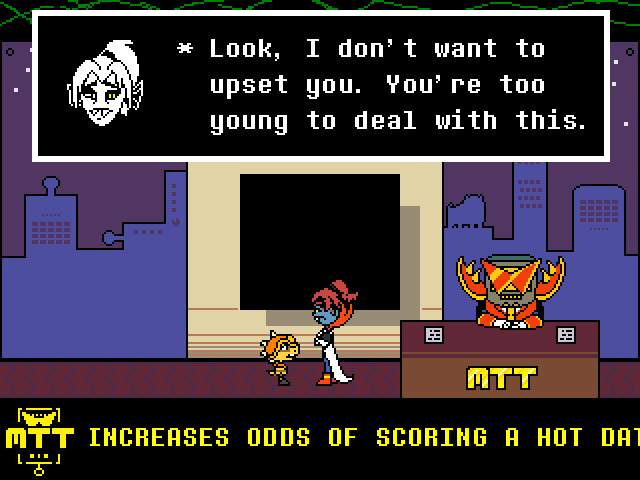 * Look, I don't want to
upset you. You're too
young to deal with this.
MTT
MTT INCREASES ODDS OF SCORING A HOT DAT